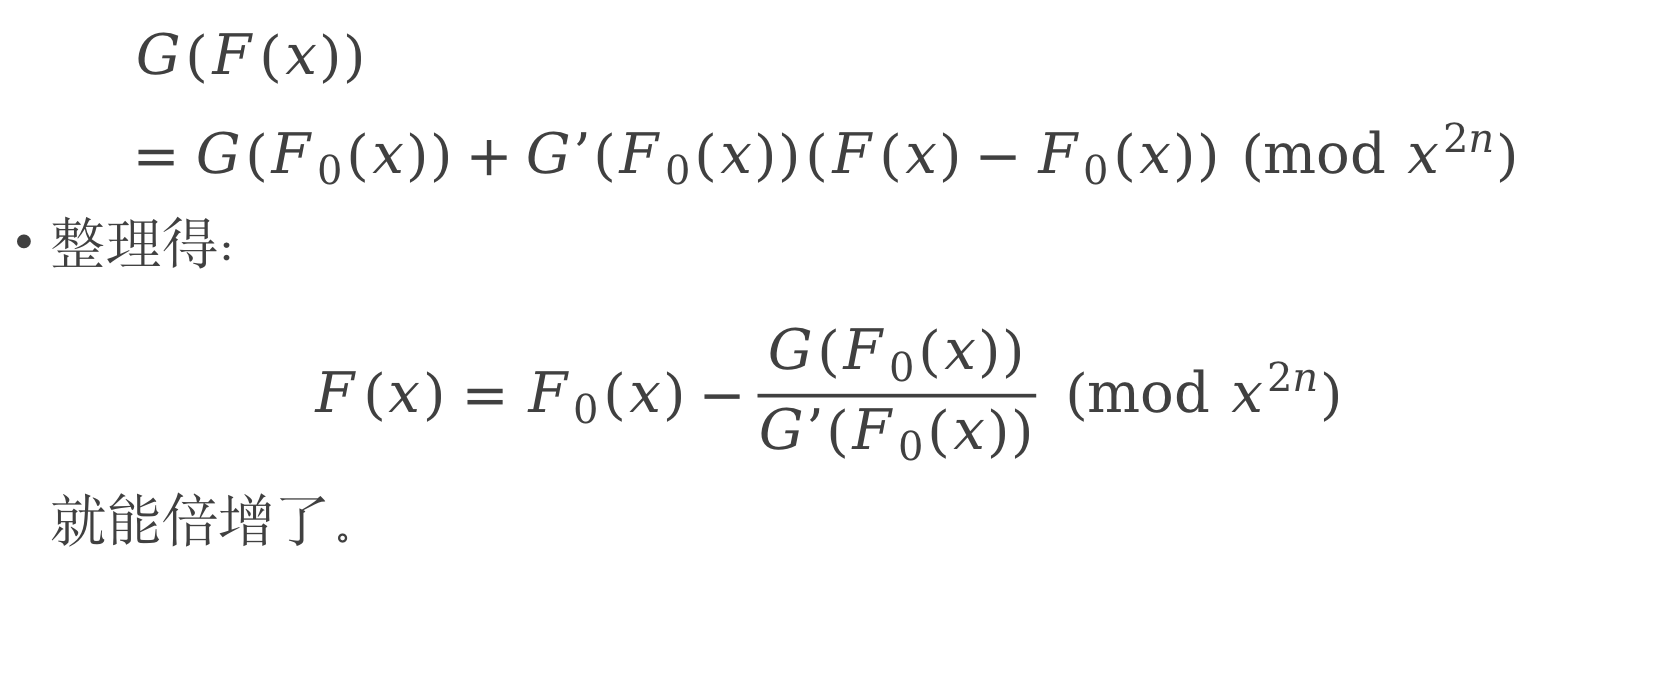 G(F(x))
= G(F₀(x)) + G’(F₀(x))(F(x) − F₀(x)) (mod x²ⁿ)
• 整理得:
F(x) = F₀(x) − G(F₀(x)) / G’(F₀(x)) (mod x²ⁿ)
就能倍增了。